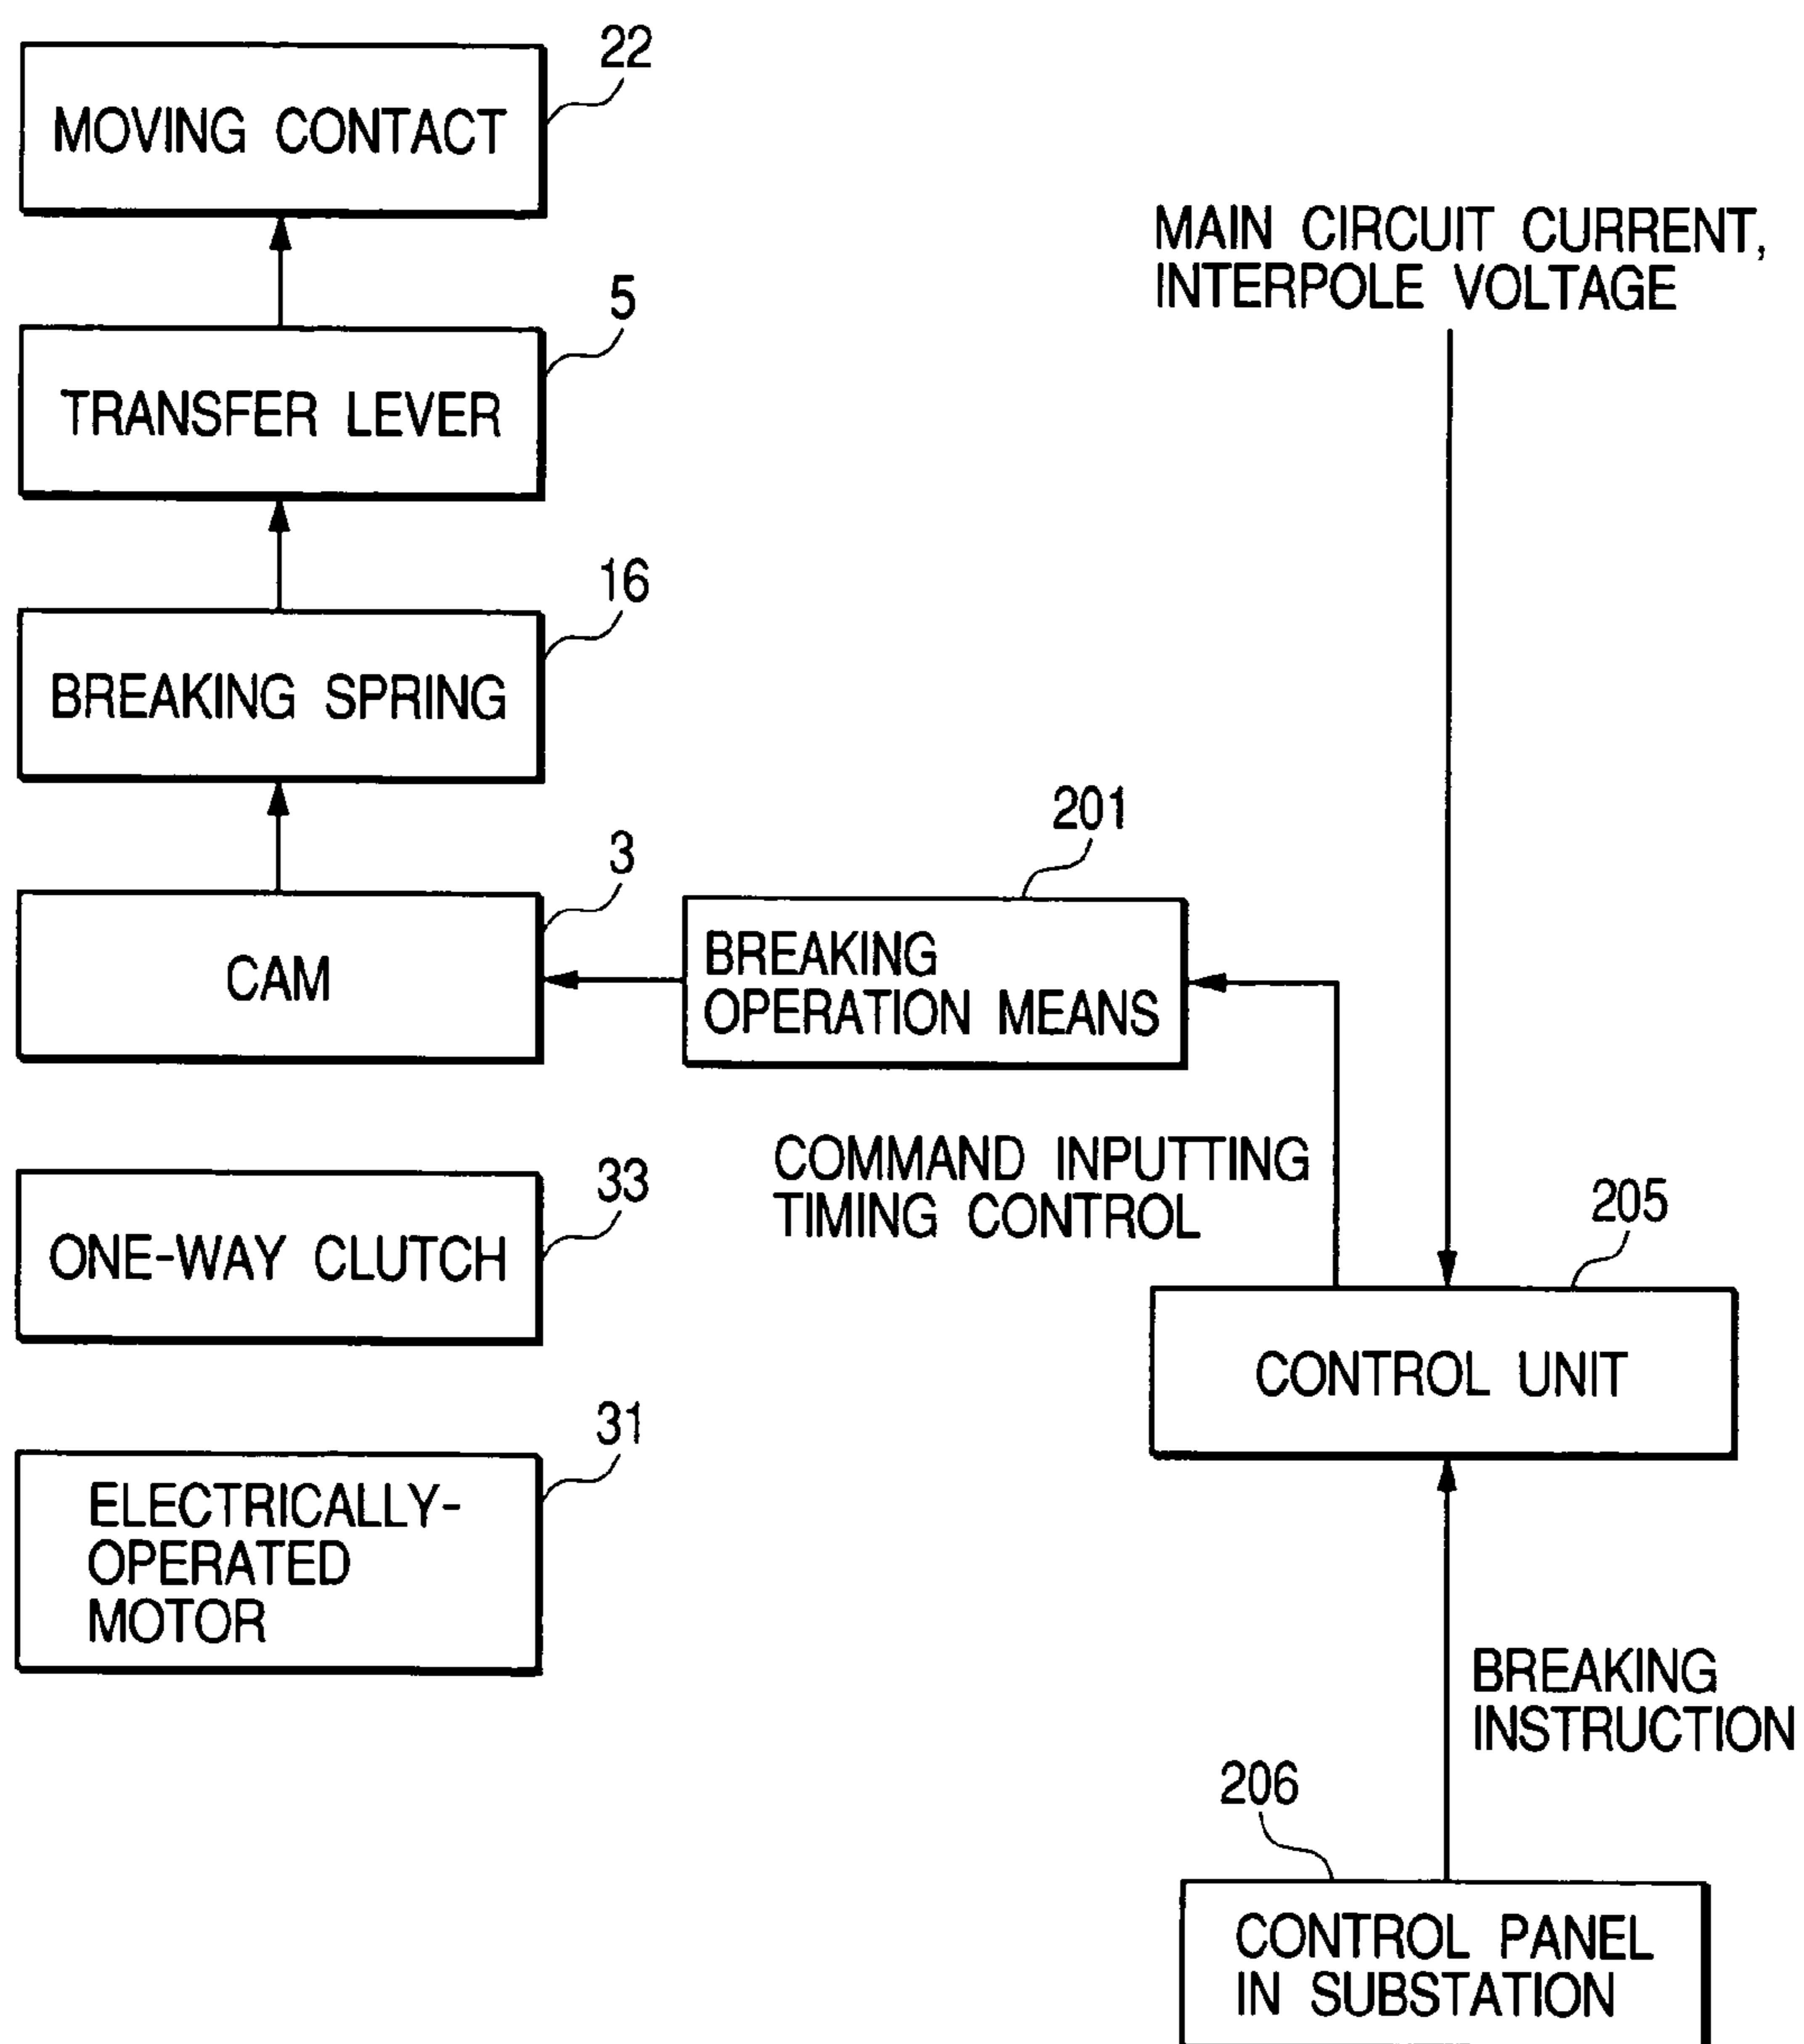 22
MOVING CONTACT
MAIN CIRCUIT CURRENT,
INTERPOLE VOLTAGE
5
TRANSFER LEVER
16
BREAKING SPRING
201
3
CAM
BREAKING
OPERATION MEANS
COMMAND INPUTTING
TIMING CONTROL
33
ONE-WAY CLUTCH
205
CONTROL UNIT
31
ELECTRICALLY-
OPERATED
MOTOR
BREAKING
INSTRUCTION
206
CONTROL PANEL
IN SUBSTATION